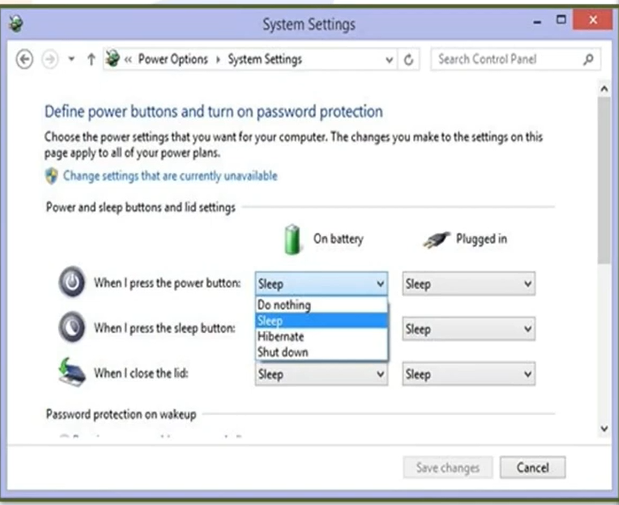 System Settings
« Power Options System Settings
Search Control Panel
Define power buttons and turn on password protection
Choose the power settings that you want for your computer. The changes you make to the settings on this
page apply to all of your power plans.
Change settings that are currently unavailable
Power and sleep buttons and lid settings
On battery Plugged in
When I press the power button: Sleep Sleep
Do nothing
Sleep
Hibernate
Shut down
When I press the sleep button: Sleep
When I close the lid: Sleep Sleep
Password protection on wakeup
Save changes Cancel